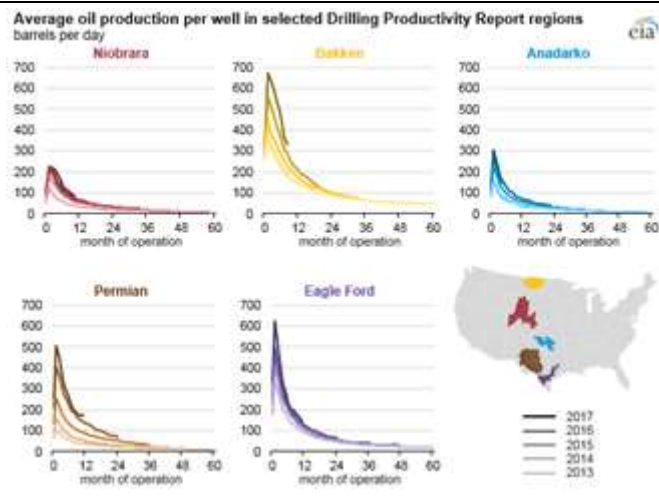 Average oil production per well in selected Drilling Productivity Report regions
barrels per day
eia
Niobrara
700
600
500
400
300
200
100
0
0 12 24 36 48 60
month of operation
Bakken
700
600
500
400
300
200
100
0
0 12 24 36 48 60
month of operation
Anadarko
700
600
500
400
300
200
100
0
0 12 24 36 48 60
month of operation
Permian
700
600
500
400
300
200
100
0
0 12 24 36 48 60
month of operation
Eagle Ford
700
600
500
400
300
200
100
0
0 12 24 36 48 60
month of operation
2017
2016
2015
2014
2013